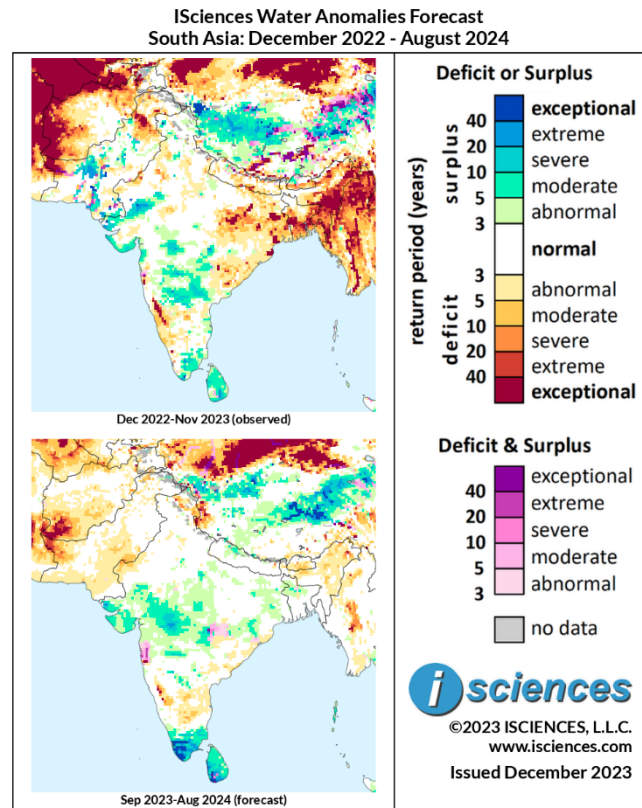 ISciences Water Anomalies Forecast
South Asia: December 2022 - August 2024
Dec 2022-Nov 2023 (observed)
Sep 2023-Aug 2024 (forecast)
Deficit or Surplus
return period (years)
surplus
deficit
40 exceptional
20 extreme
10 severe
5 moderate
3 abnormal
normal
3 abnormal
5 moderate
10 severe
20 extreme
40 exceptional
Deficit & Surplus
exceptional
40 extreme
20 severe
10 moderate
5 abnormal
3
no data
i sciences
©2023 ISCIENCES, L.L.C.
www.isciences.com
Issued December 2023